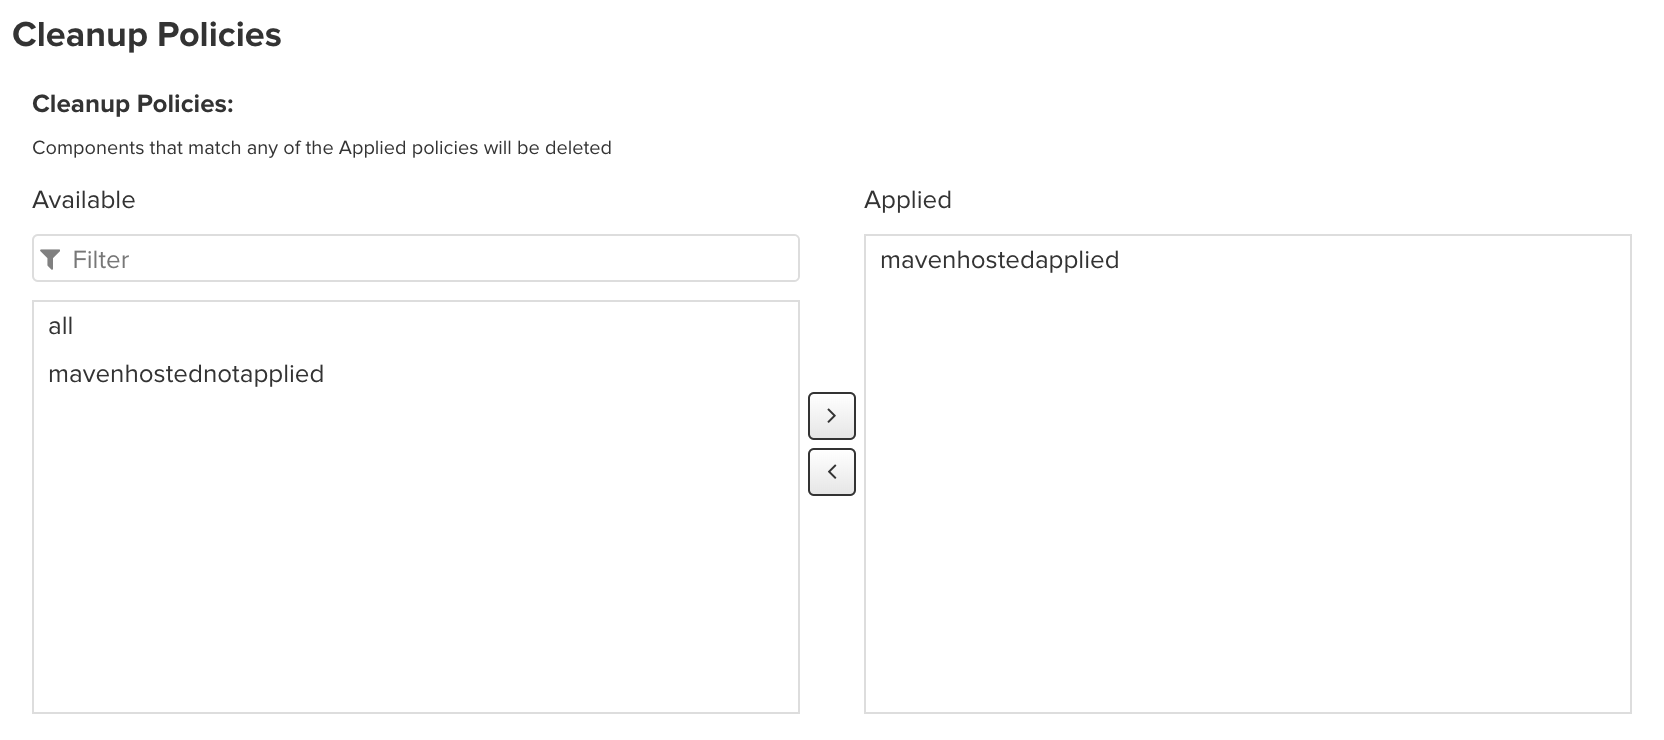 Cleanup Policies
Cleanup Policies:
Components that match any of the Applied policies will be deleted
Available
Filter
all
mavenhostednotapplied
Applied
mavenhostedapplied